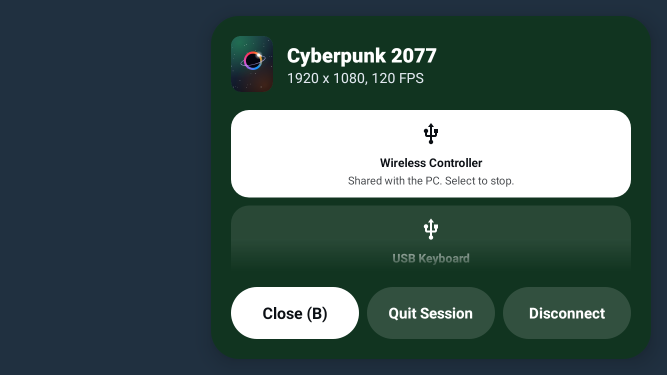 Cyberpunk 2077
1920 x 1080, 120 FPS
Wireless Controller
Shared with the PC. Select to stop.
USB Keyboard
Close (B)
Quit Session
Disconnect